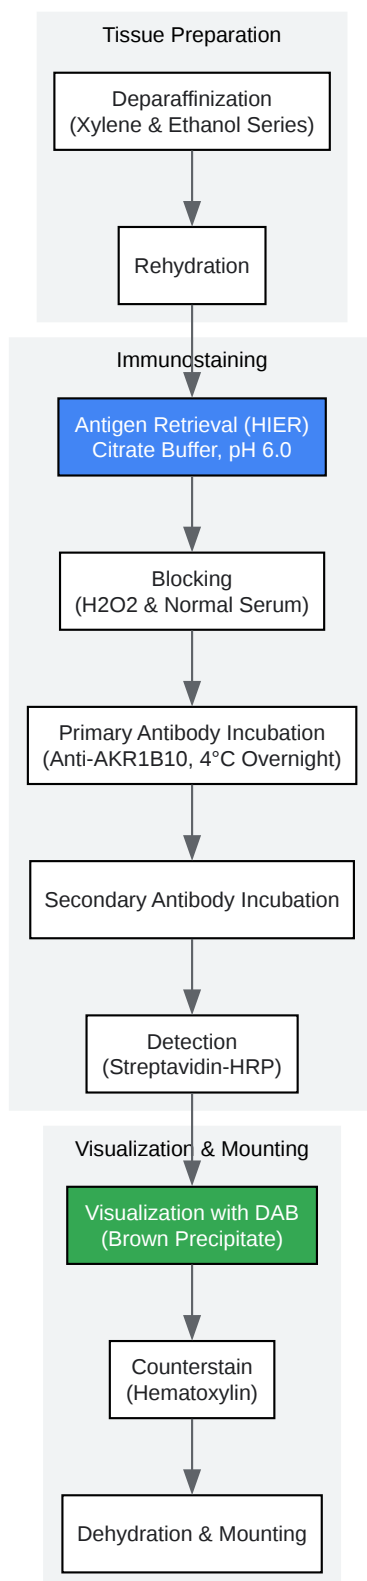 Tissue Preparation
Deparaffinization
(Xylene & Ethanol Series)
Rehydration
Immunostaining
Antigen Retrieval (HIER)
Citrate Buffer, pH 6.0
Blocking
(H2O2 & Normal Serum)
Primary Antibody Incubation
(Anti-AKR1B10, 4°C Overnight)
Secondary Antibody Incubation
Detection
(Streptavidin-HRP)
Visualization & Mounting
Visualization with DAB
(Brown Precipitate)
Counterstain
(Hematoxylin)
Dehydration & Mounting